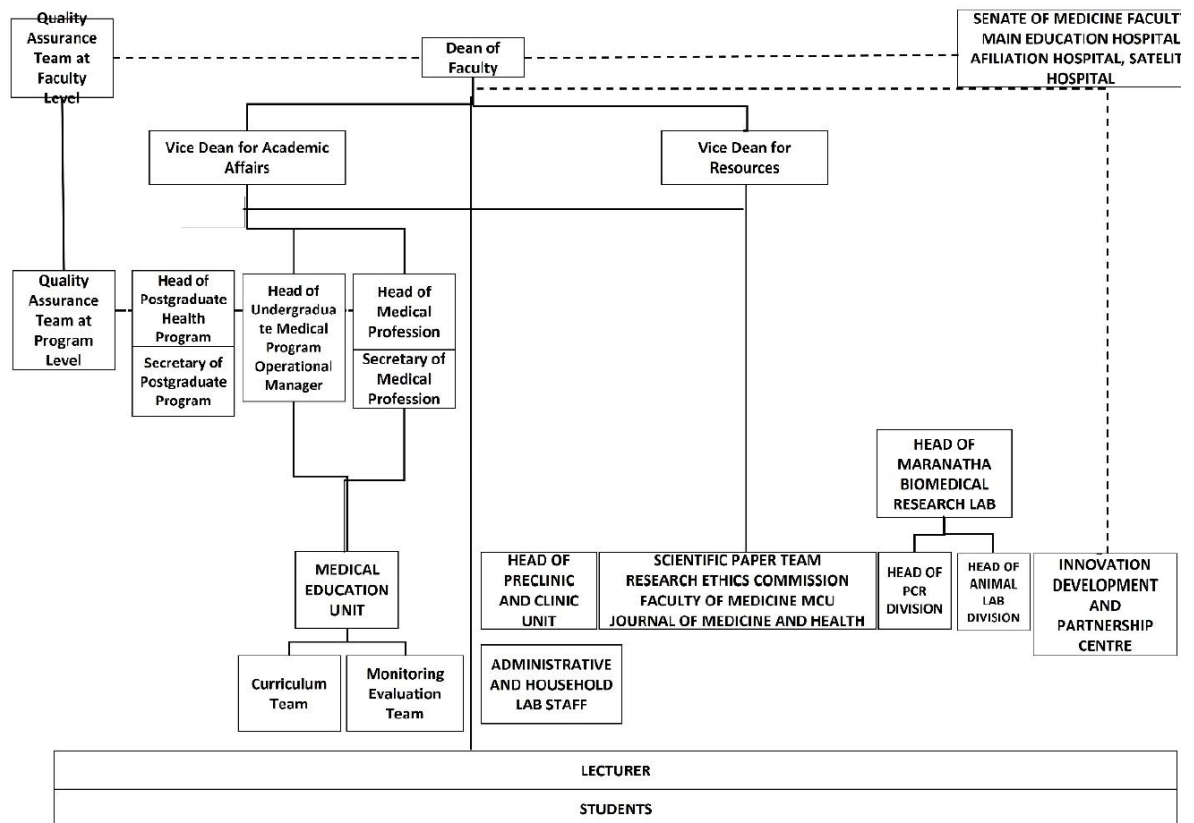 Quality
Assurance
Team at
Faculty
Level
Dean of
Faculty
SENATE OF MEDICINE FACULTY
MAIN EDUCATION HOSPITAL
AFILIATION HOSPITAL, SATELIT
HOSPITAL
Vice Dean for Academic
Affairs
Vice Dean for
Resources
Quality
Assurance
Team at
Program
Level
Head of
Postgraduate
Health
Program
Secretary of
Postgraduate
Program
Head of
Undergradua
te Medical
Program
Operational
Manager
Head of
Medical
Profession
Secretary of
Medical
Profession
HEAD OF
MARANATHA
BIOMEDICAL
RESEARCH LAB
MEDICAL
EDUCATION
UNIT
HEAD OF
PRECLINIC
AND CLINIC
UNIT
SCIENTIFIC PAPER TEAM
RESEARCH ETHICS COMMISSION
FACULTY OF MEDICINE MCU
JOURNAL OF MEDICINE AND HEALTH
HEAD OF
PCR
DIVISION
HEAD OF
ANIMAL
LAB
DIVISION
INNOVATION
DEVELOPMENT
AND
PARTNERSHIP
CENTRE
Curriculum
Team
Monitoring
Evaluation
Team
ADMINISTRATIVE
AND HOUSEHOLD
LAB STAFF
LECTURER
STUDENTS